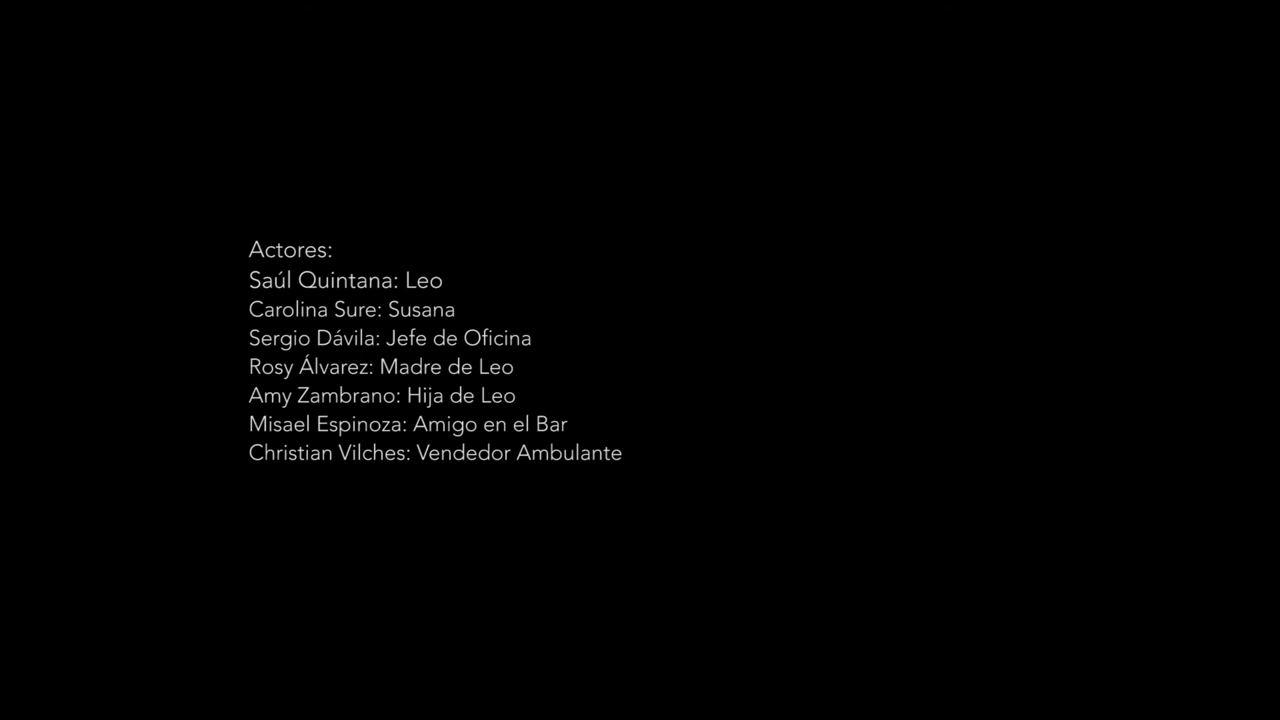 Actores:
Saúl Quintana: Leo
Carolina Sure: Susana
Sergio Dávila: Jefe de Oficina
Rosy Álvarez: Madre de Leo
Amy Zambrano: Hija de Leo
Misael Espinoza: Amigo en el Bar
Christian Vilches: Vendedor Ambulante